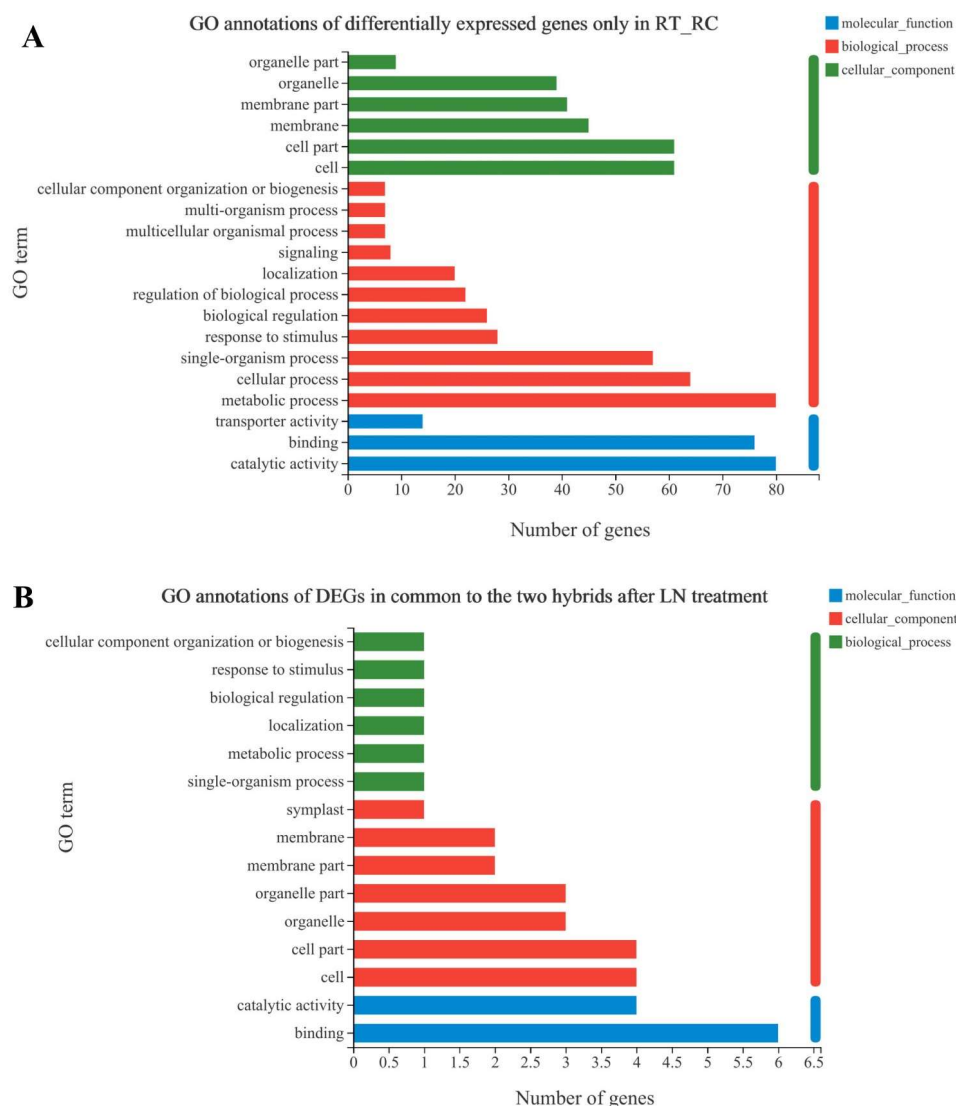 A
GO annotations of differentially expressed genes only in RT_RC
molecular_function
biological_process
cellular_component
GO term
organelle part
organelle
membrane part
membrane
cell part
cell
cellular component organization or biogenesis
multi-organism process
multicellular organismal process
signaling
localization
regulation of biological process
biological regulation
response to stimulus
single-organism process
cellular process
metabolic process
transporter activity
binding
catalytic activity
0 10 20 30 40 50 60 70 80
Number of genes
B
GO annotations of DEGs in common to the two hybrids after LN treatment
molecular_function
cellular_component
biological_process
GO term
cellular component organization or biogenesis
response to stimulus
biological regulation
localization
metabolic process
single-organism process
symplast
membrane
membrane part
organelle part
organelle
cell part
cell
catalytic activity
binding
0 0.5 1 1.5 2 2.5 3 3.5 4 4.5 5 5.5 6 6.5
Number of genes